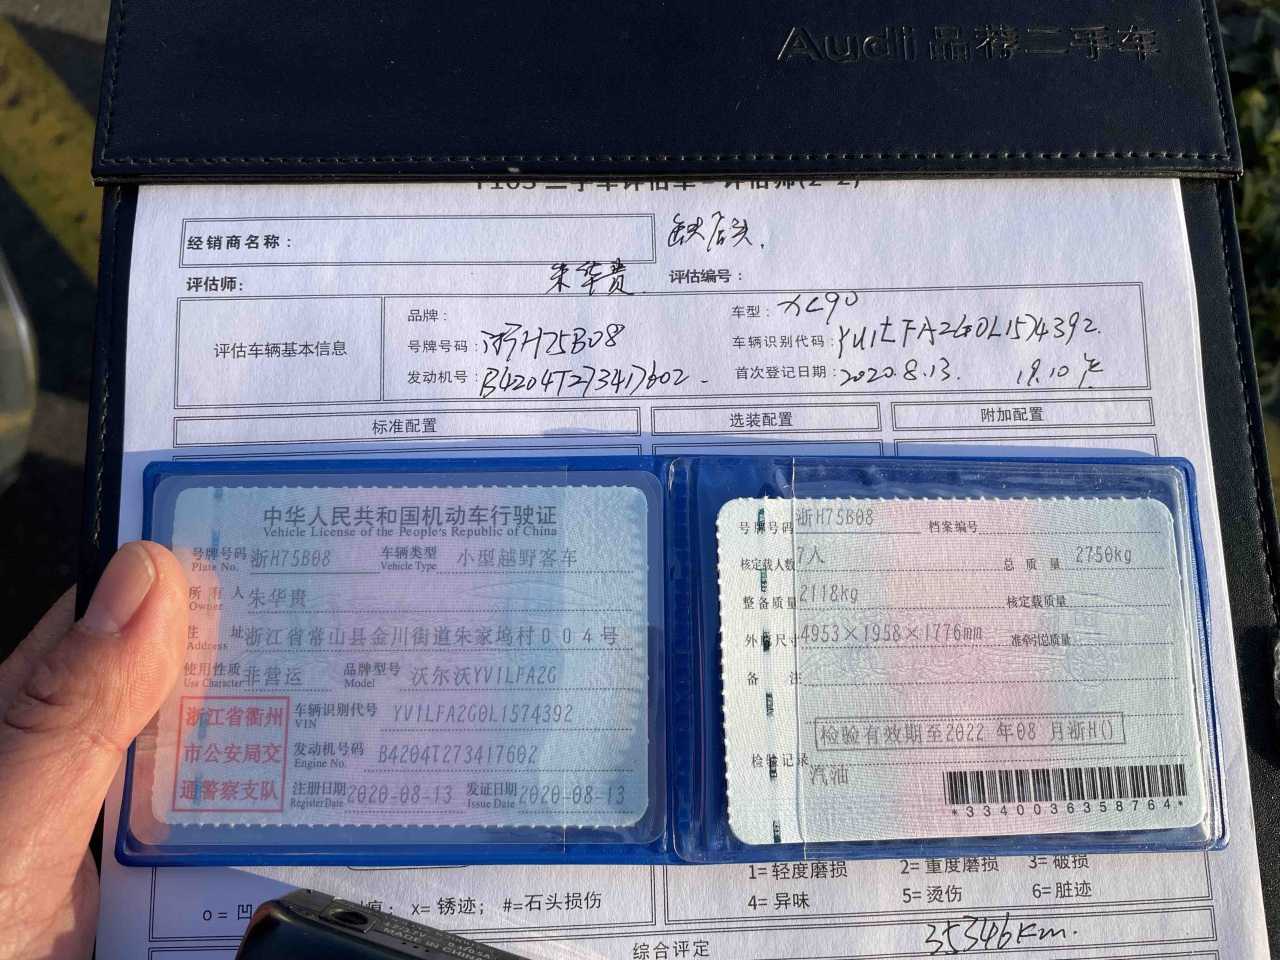 Audi 品荐二手车
经销商名称:
评估师: 朱华贵 评估编号:
评估车辆基本信息
品牌: 车型: XC90
号牌号码: 浙H75B08 车辆识别代码:
发动机号: B4204T273417602 首次登记日期: 2020.8.13. 19.10
标准配置 选装配置 附加配置
中华人民共和国机动车行驶证
Vehicle License of the People's Republic of China
号牌号码 浙H75B08 车辆类型 小型越野客车
Plate No. Vehicle Type
所有人 朱华贵
Owner
住址 浙江省常山县金川街道朱家坞村004号
Address
使用性质 非营运 品牌型号 沃尔沃YV1LFA2G
Use Character Model
浙江省衢州
市公安局交
通警察支队
车辆识别代号 YV1LFA2G0L1574392
VIN
发动机号码 B4204T273417602
Engine No.
注册日期 2020-08-13 发证日期 2020-08-13
Register Date Issue Date
号牌号码 浙H75B08 档案编号
核定载人数 7人 总质量 2750kg
整备质量 2118kg 核定载质量
外廓尺寸 4953×1958×1776mm 准牵引总质量
备注
检验有效期至2022年08月浙H()
检验记录
汽油
*3340036358764*
1=轻度磨损 2=重度磨损 3=破损
4=异味 5=烫伤 6=脏迹
o=凹 x=锈迹; #=石头损伤
综合评定 35346km.
MADE IN CHINA